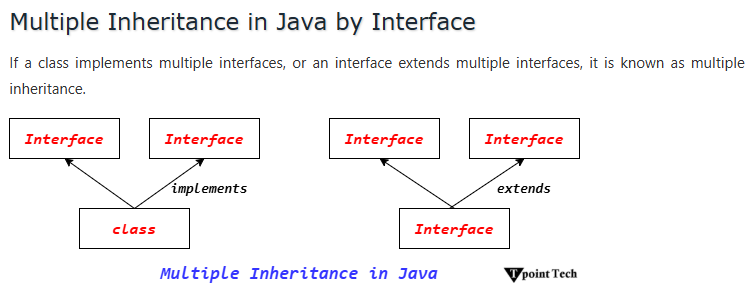 Multiple Inheritance in Java by Interface
If a class implements multiple interfaces, or an interface extends multiple interfaces, it is known as multiple
inheritance.
Interface Interface Interface Interface
implements extends
class Interface
Multiple Inheritance in Java Tpoint Tech